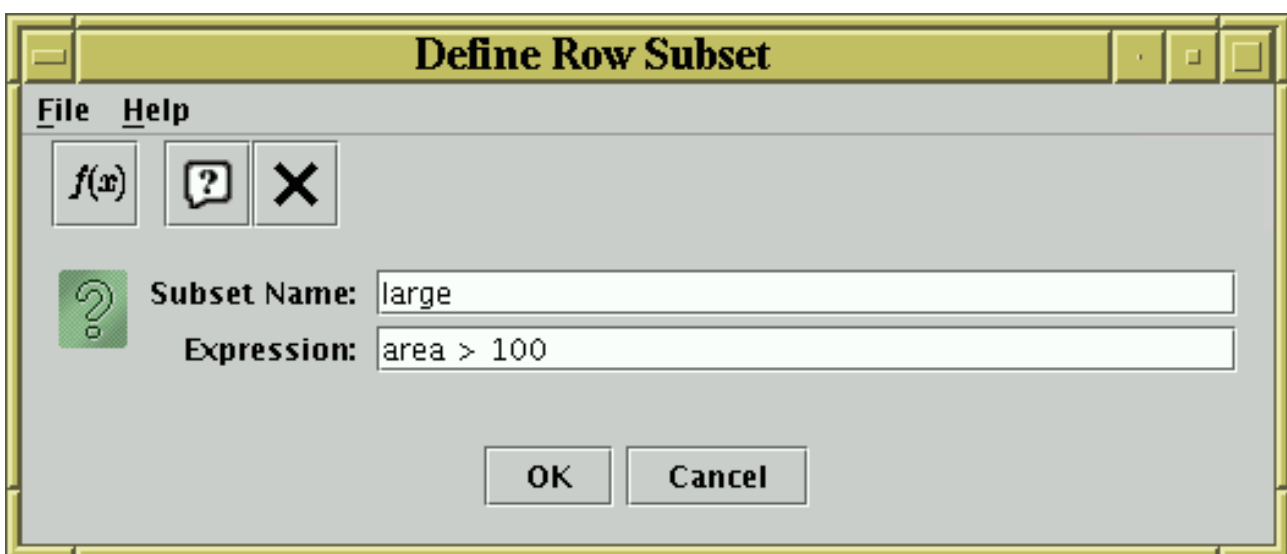 Define Row Subset
File Help
f(x) ?
Subset Name: large
Expression: area > 100
OK Cancel